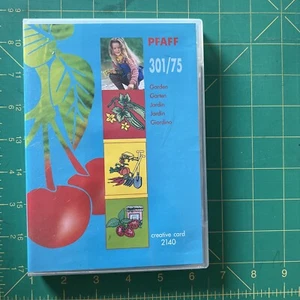 PFAFF
301/75
Garden
Garten
Jardin
Jardín
Giardino
creative card
2140